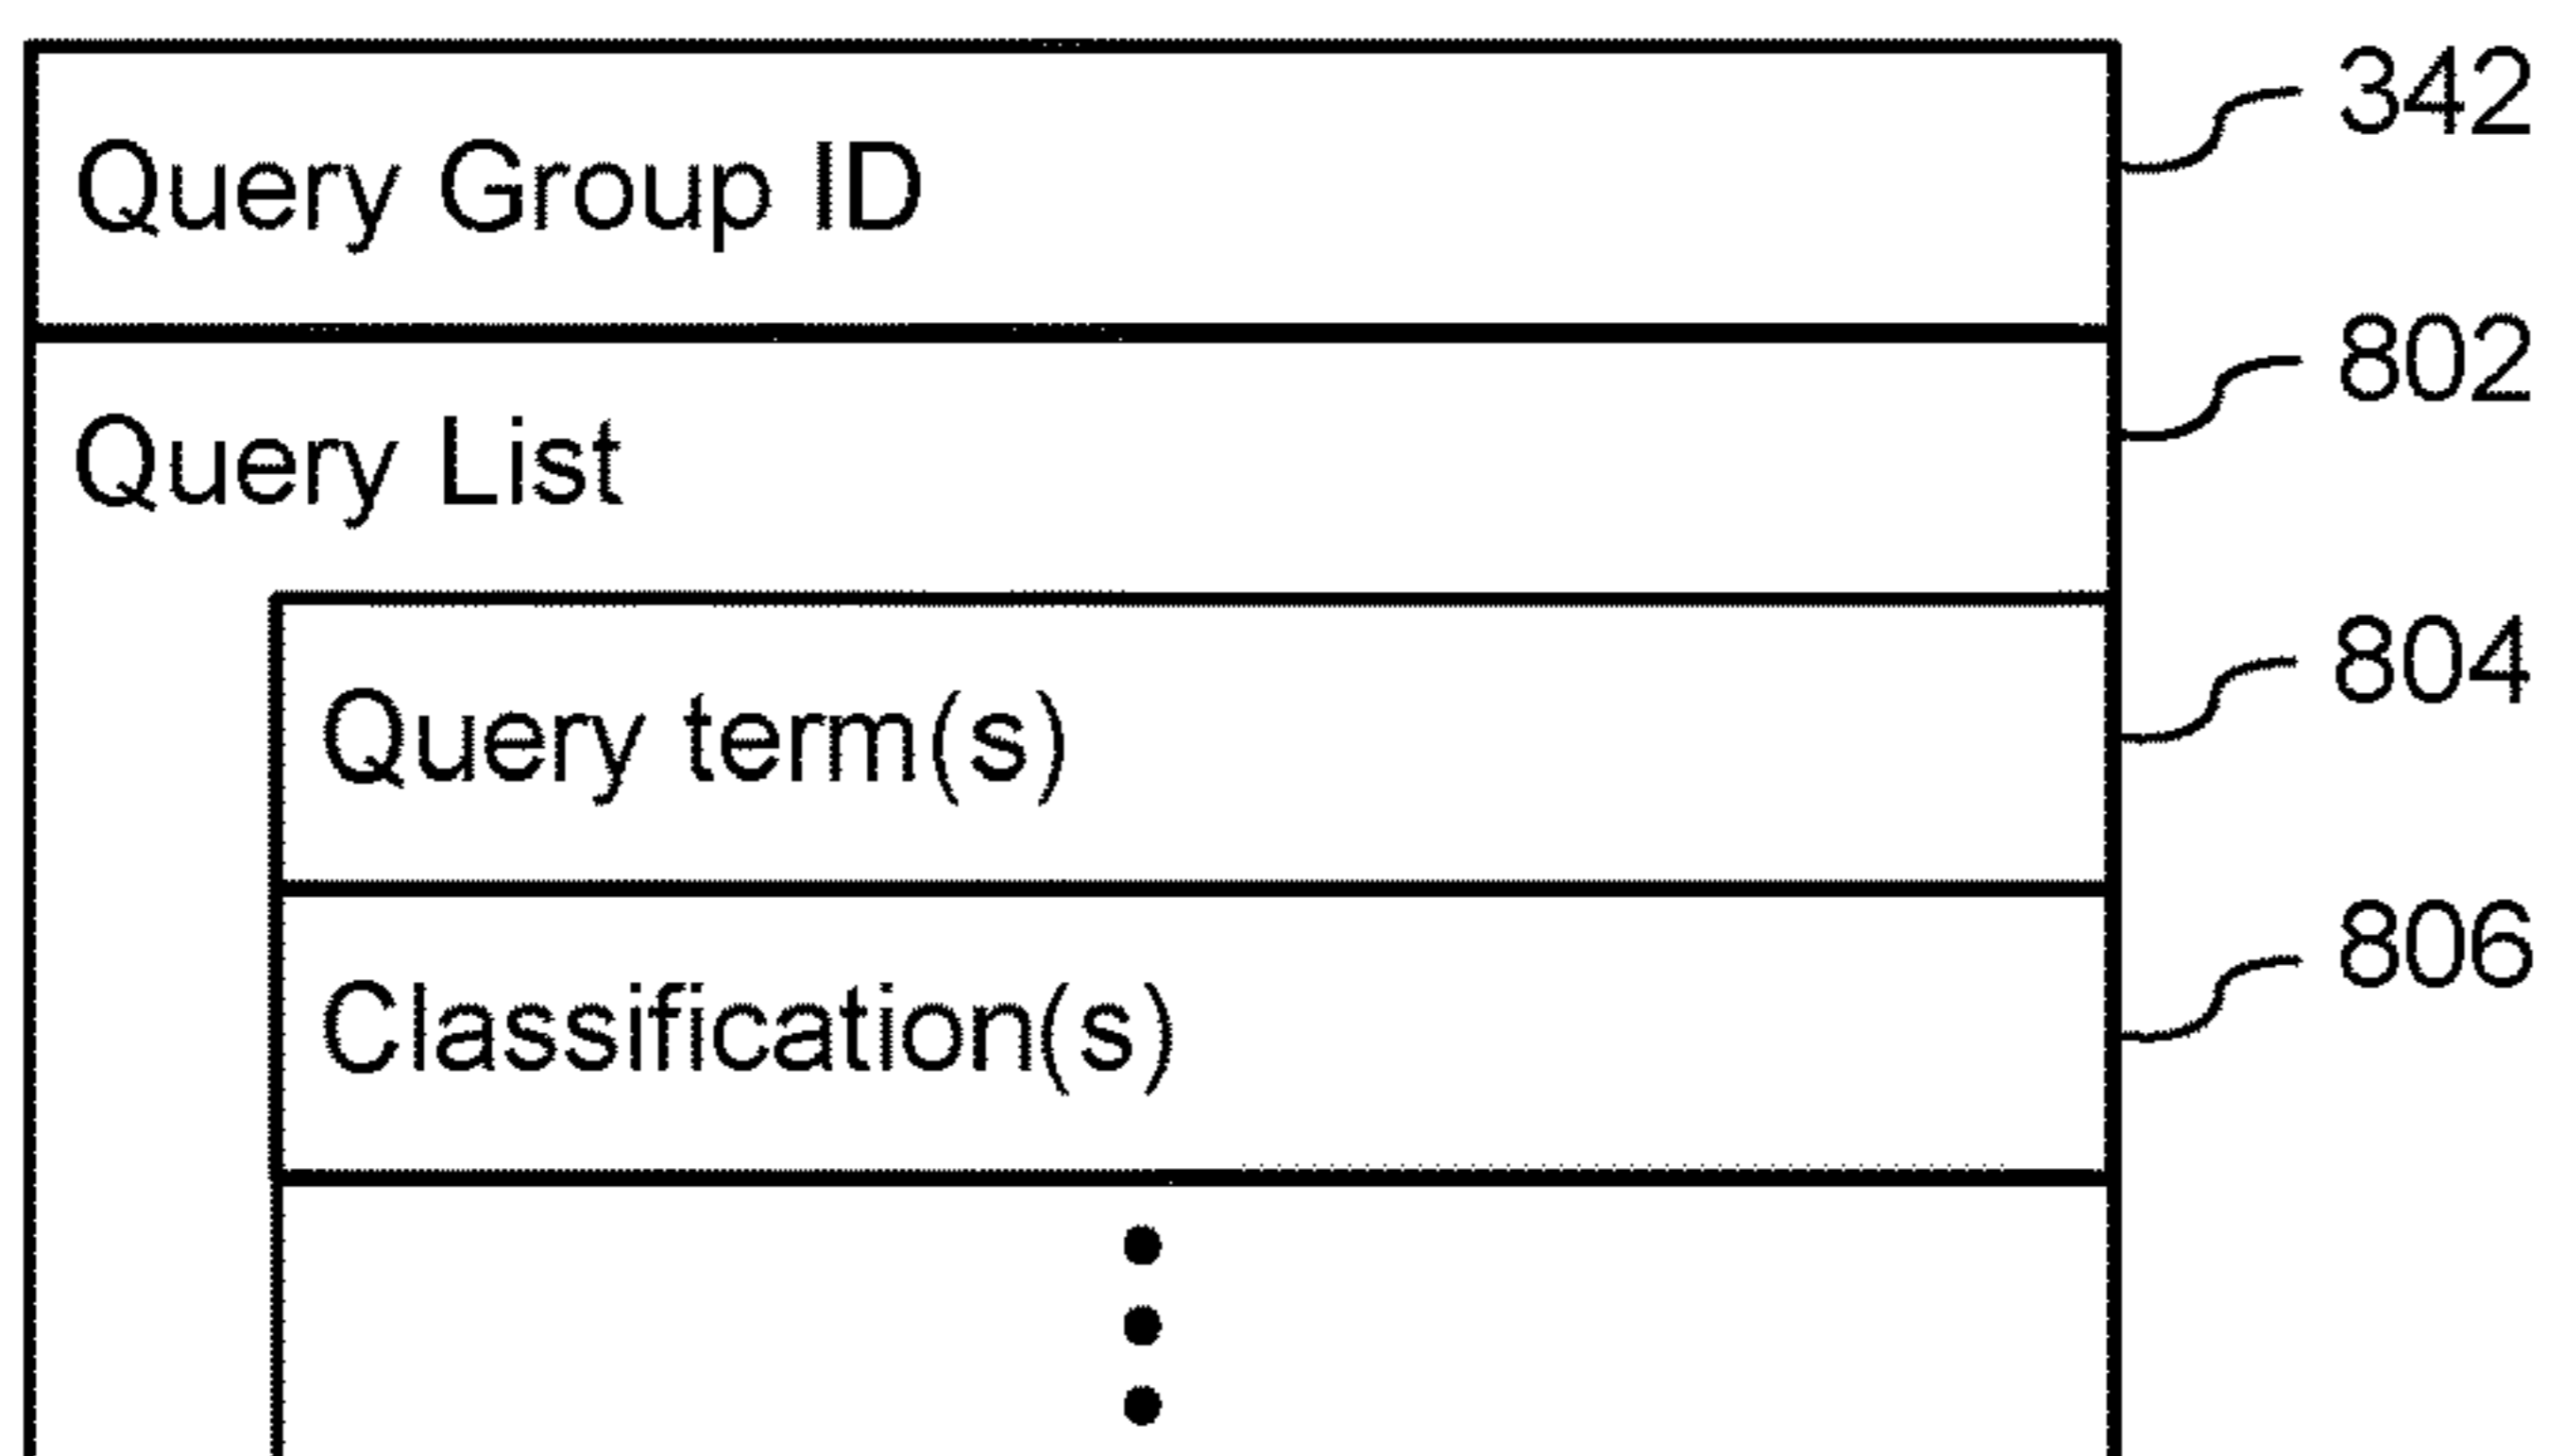 Query Group ID 342
Query List 802
Query term(s) 804
Classification(s) 806